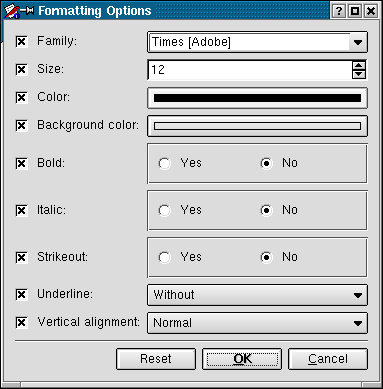 Formatting Options
Family: Times [Adobe]
Size: 12
Color:
Background color:
Bold: Yes No
Italic: Yes No
Strikeout: Yes No
Underline: Without
Vertical alignment: Normal
Reset OK Cancel